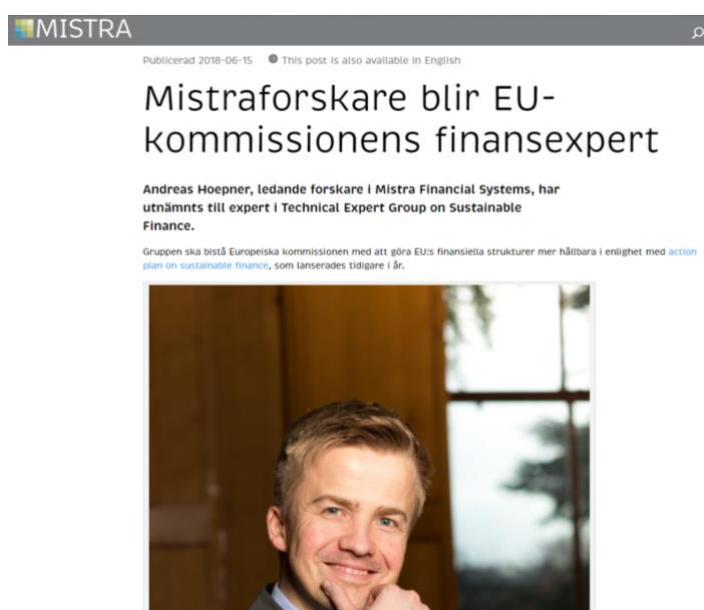 MISTRA
Publicerad 2018-06-15 This post is also available in English
Mistraforskare blir EU-
kommissionens finansexpert
Andreas Hoepner, ledande forskare i Mistra Financial Systems, har
utnämnts till expert i Technical Expert Group on Sustainable
Finance.
Gruppen ska bistå Europeiska kommissionen med att göra EU:s finansiella strukturer mer hållbara i enlighet med action
plan on sustainable finance, som lanserades tidigare i år.